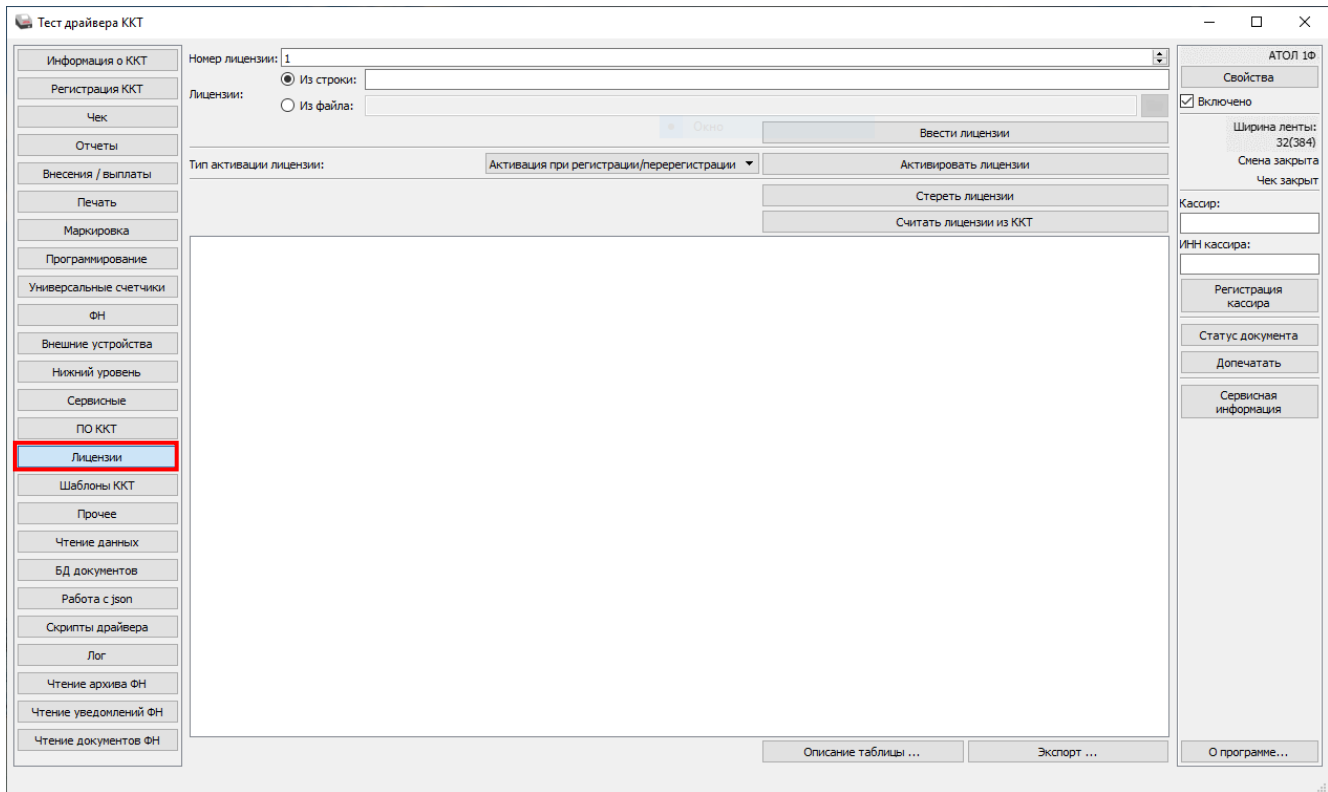 Тест драйвера ККТ
Информация о ККТ
Регистрация ККТ
Чек
Отчеты
Внесения / выплаты
Печать
Маркировка
Программирование
Универсальные счетчики
ФН
Внешние устройства
Нижний уровень
Сервисные
ПО ККТ
Лицензии
Шаблоны ККТ
Прочее
Чтение данных
БД документов
Работа с json
Скрипты драйвера
Лог
Чтение архива ФН
Чтение уведомлений ФН
Чтение документов ФН
Номер лицензии: 1
Лицензии:
Из строки:
Из файла:
Окно
Ввести лицензии
Тип активации лицензии: Активация при регистрации/перерегистрации Активировать лицензии
Стереть лицензии
Считать лицензии из ККТ
Описание таблицы ... Экспорт ...
АТОЛ 1Ф
Свойства
Включено
Ширина ленты:
32(384)
Смена закрыта
Чек закрыт
Кассир:
ИНН кассира:
Регистрация
кассира
Статус документа
Допечатать
Сервисная
информация
О программе...